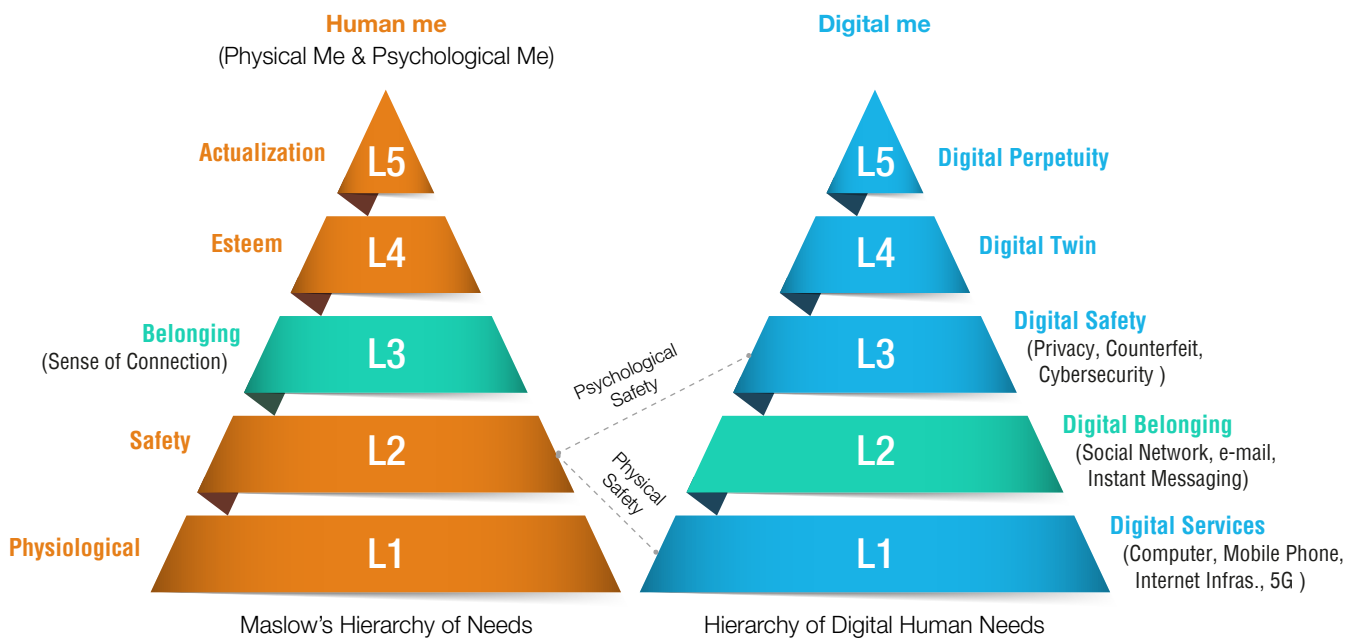 Human me
(Physical Me & Psychological Me)
Actualization
L5
Esteem
L4
Belonging
(Sense of Connection)
L3
Safety
L2
Physiological
L1
Maslow's Hierarchy of Needs
Psychological
Safety
Physical
Safety
Digital me
L5
Digital Perpetuity
L4
Digital Twin
L3
Digital Safety
(Privacy, Counterfeit,
Cybersecurity )
L2
Digital Belonging
(Social Network, e-mail,
Instant Messaging)
L1
Digital Services
(Computer, Mobile Phone,
Internet Infras., 5G )
Hierarchy of Digital Human Needs